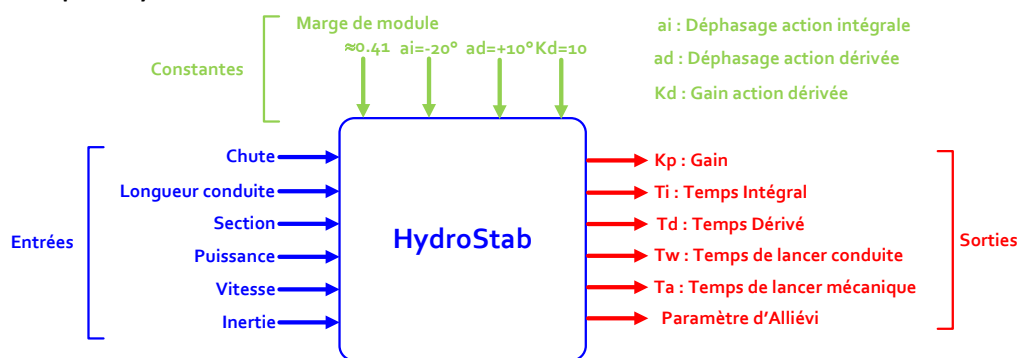 Marge de module
≈0.41 ai=-20° ad=+10° Kd=10
Constantes
ai : Déphasage action intégrale
ad : Déphasage action dérivée
Kd : Gain action dérivée
Entrées
Chute
Longueur conduite
Section
Puissance
Vitesse
Inertie
HydroStab
Kp : Gain
Ti : Temps Intégral
Td : Temps Dérivé
Tw : Temps de lancer conduite
Ta : Temps de lancer mécanique
Paramètre d'Alliévi
Sorties